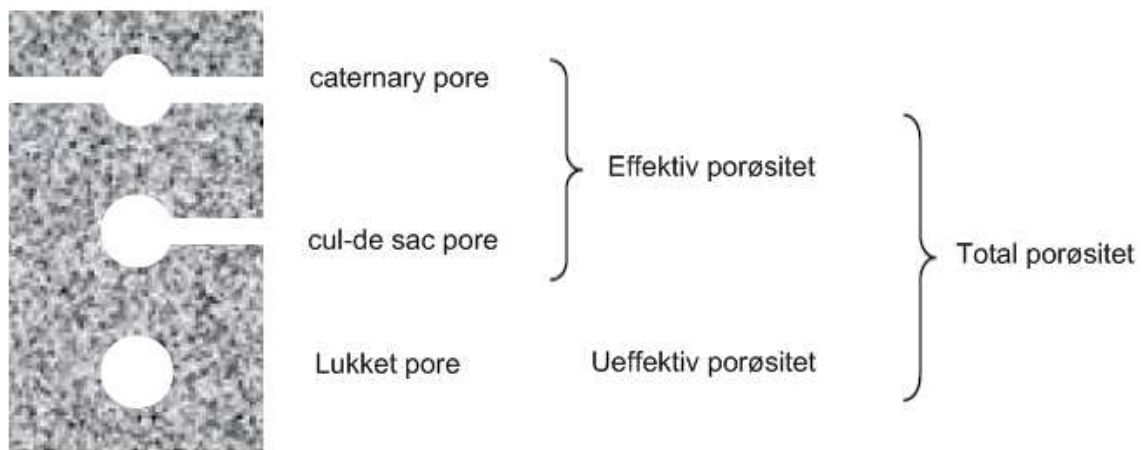 caternary pore
Effektiv porøsitet
cul-de sac pore
Total porøsitet
Lukket pore
Ueffektiv porøsitet